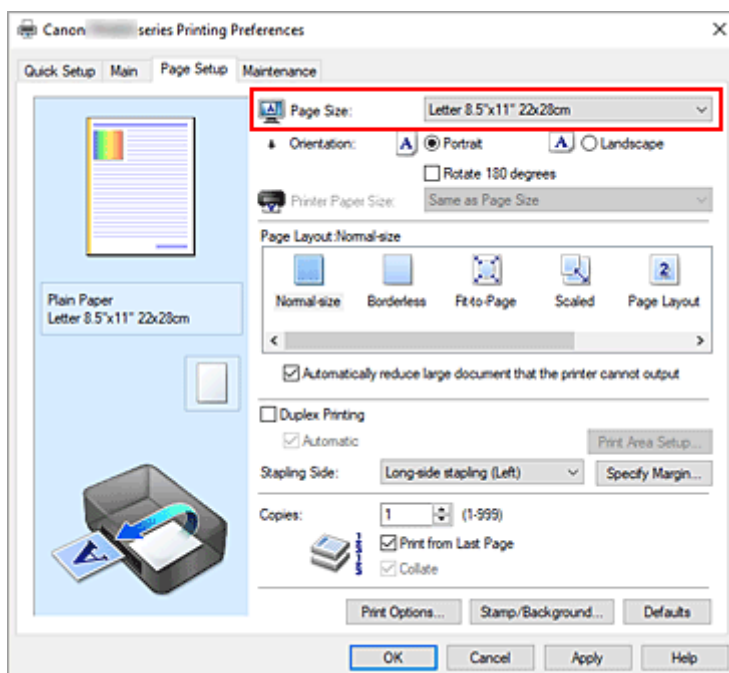 Canon series Printing Preferences
Quick Setup Main Page Setup Maintenance
Page Size: Letter 8.5"x11" 22x28cm
Orientation: A Portrait A Landscape
Rotate 180 degrees
Printer Paper Size: Same as Page Size
Page Layout:Normal-size
2
Normal-size Borderless Fit-to-Page Scaled Page Layout
Plain Paper
Letter 8.5"x11" 22x28cm
Automatically reduce large document that the printer cannot output
Duplex Printing
Automatic Print Area Setup...
Stapling Side: Long-side stapling (Left) Specify Margin...
Copies: 1 (1-999)
Print from Last Page
Collate
A
Print Options... Stamp/Background... Defaults
OK Cancel Apply Help